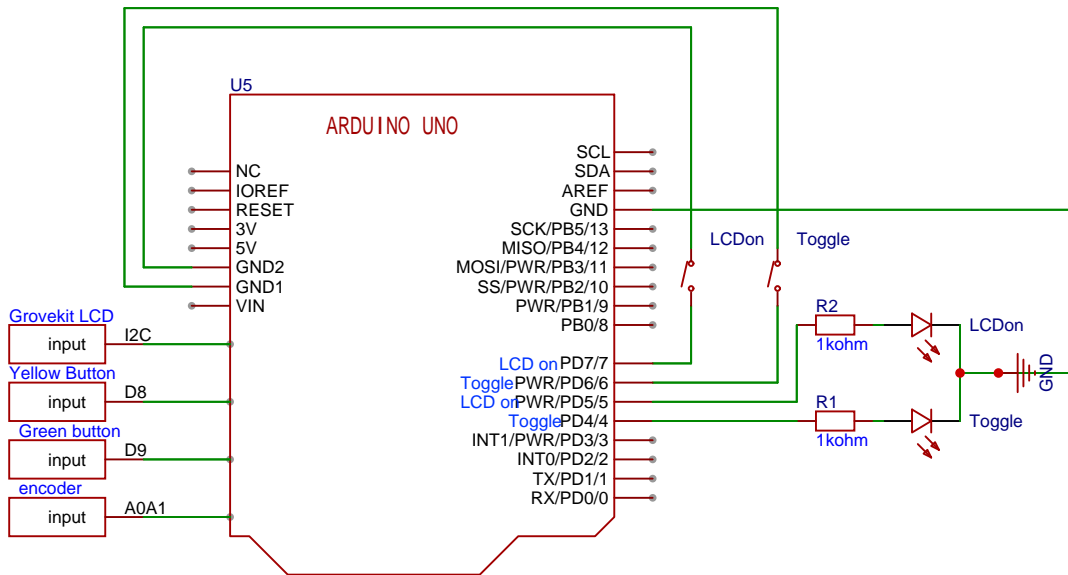 U5
ARDUINO UNO
NC
IOREF
RESET
3V
5V
GND2
GND1
VIN
SCL
SDA
AREF
GND
SCK/PB5/13
MISO/PB4/12
MOSI/PWR/PB3/11
SS/PWR/PB2/10
PWR/PB1/9
PB0/8
LCD on PD7/7
Toggle PWR/PD6/6
LCD on PWR/PD5/5
Toggle PD4/4
INT1/PWR/PD3/3
INT0/PD2/2
TX/PD1/1
RX/PD0/0
Grovekit LCD
input I2C
Yellow Button
input D8
Green button
input D9
encoder
input A0A1
LCDon Toggle
R2
1kohm
LCDon
R1
1kohm
Toggle
GND